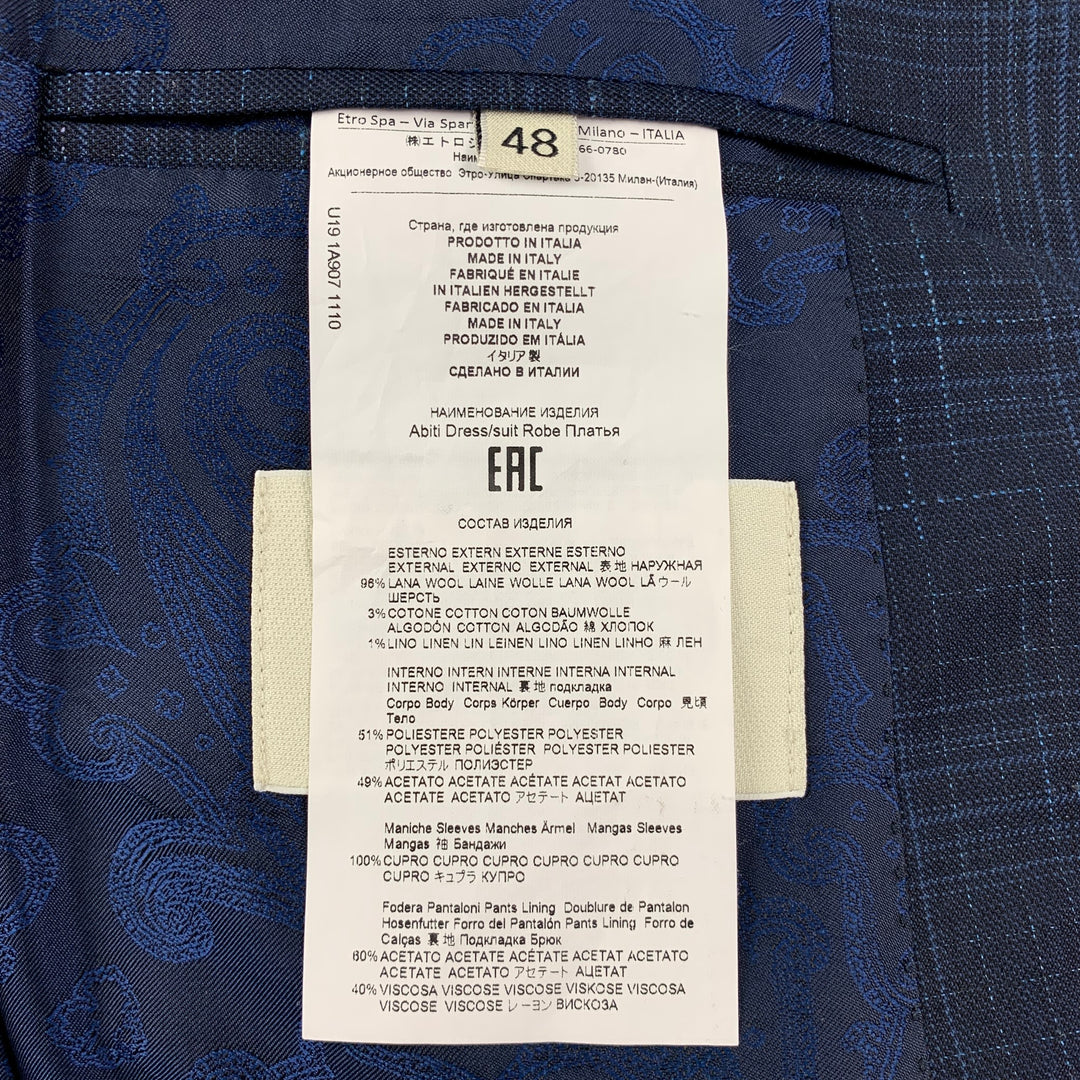 Etro Spa – Via Spar
Milano – ITALIA
48
(株)エトロジ
66-0780
Наим
Акционерное общество Этро-Улица Спартако 5-20135 Милан-(Италия)
U19 1A907 1110
Страна, где изготовлена продукция
PRODOTTO IN ITALIA
MADE IN ITALY
FABRIQUÉ EN ITALIE
IN ITALIEN HERGESTELLT
FABRICADO EN ITALIA
MADE IN ITALY
PRODUZIDO EM ITÁLIA
イタリア製
СДЕЛАНО В ИТАЛИИ
НАИМЕНОВАНИЕ ИЗДЕЛИЯ
Abiti Dress/suit Robe Платья
EAC
СОСТАВ ИЗДЕЛИЯ
ESTERNO EXTERN EXTERNE ESTERNO
EXTERNAL EXTERNO EXTERNAL 表地 НАРУЖНАЯ
96% LANA WOOL LAINE WOLLE LANA WOOL LÃ ウール
ШЕРСТЬ
3% COTONE COTTON COTON BAUMWOLLE
ALGODÓN COTTON ALGODÃO 綿 ХЛОПОК
1% LINO LINEN LIN LEINEN LINO LINEN LINHO 麻 ЛЕН
INTERNO INTERN INTERNE INTERNA INTERNAL
INTERNO INTERNAL 裏地 подкладка
Corpo Body Corps Körper Cuerpo Body Corpo 見頃
Тело
51% POLIESTERE POLYESTER POLYESTER
POLYESTER POLIÉSTER POLYESTER POLIESTER
ポリエステル ПОЛИЭСТЕР
49% ACETATO ACETATE ACÉTATE ACETAT ACETATO
ACETATE ACETATO アセテート АЦЕТАТ
Maniche Sleeves Manches Ärmel Mangas Sleeves
Mangas 袖 Бандажи
100% CUPRO CUPRO CUPRO CUPRO CUPRO CUPRO
CUPRO キュプラ КУПРО
Fodera Pantaloni Pants Lining Doublure de Pantalon
Hosenfutter Forro del Pantalón Pants Lining Forro de
Calças 裏地 Подкладка Брюк
60% ACETATO ACETATE ACÉTATE ACETAT ACETATO
ACETATE ACETATO アセテート АЦЕТАТ
40% VISCOSA VISCOSE VISCOSE VISKOSE VISCOSA
VISCOSE VISCOSE レーヨン ВИСКОЗА